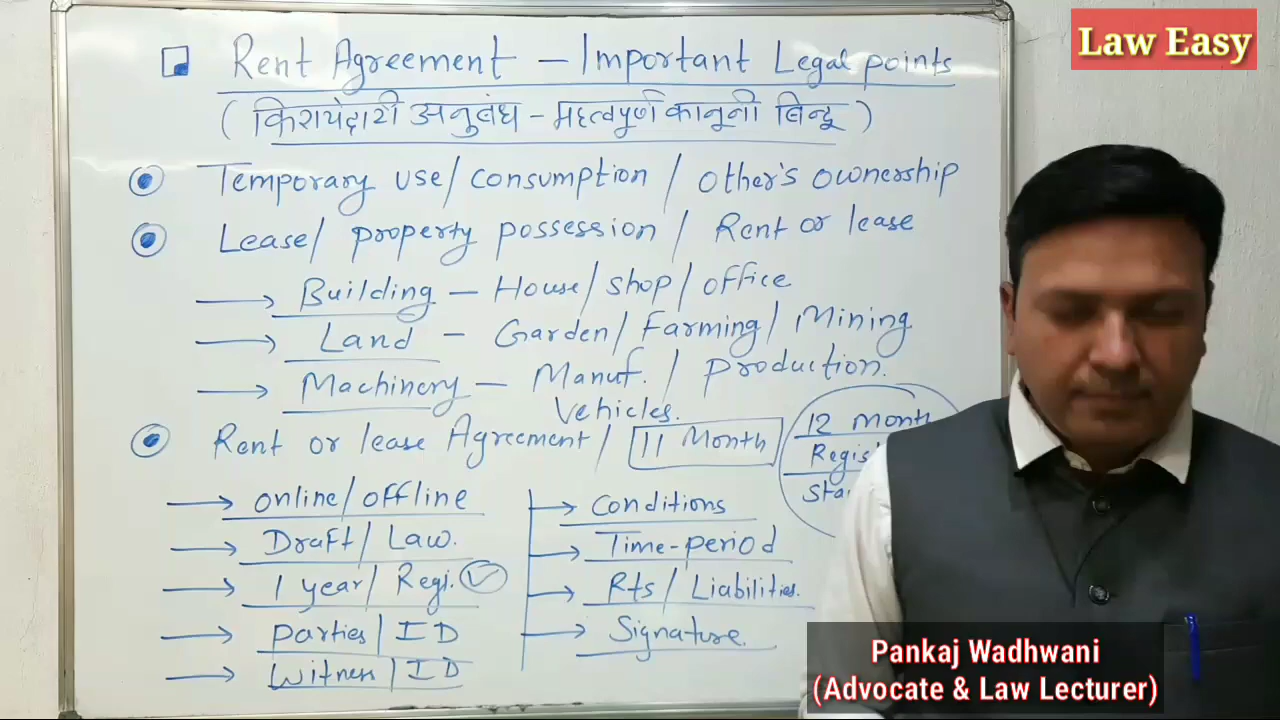 Law Easy
Rent Agreement - Important Legal points
(किरायेदारी अनुबंध - महत्वपूर्ण कानूनी बिन्दू)
Temporary use/ consumption / other's ownership
Lease/ property possession / Rent or lease
→ Building - House/shop/office
→ Land - Garden/Farming/Mining
→ Machinery - Manuf. / production.
Vehicles.
Rent or lease Agreement/ 11 Month
12 Month
→ online/offline
→ Draft/Law.
→ 1 year/ Regi. ✓
→ parties/ID
→ Witness/ID
→ Conditions
→ Time-period
→ Rts / Liabilities.
→ Signature.
Pankaj Wadhwani
(Advocate & Law Lecturer)